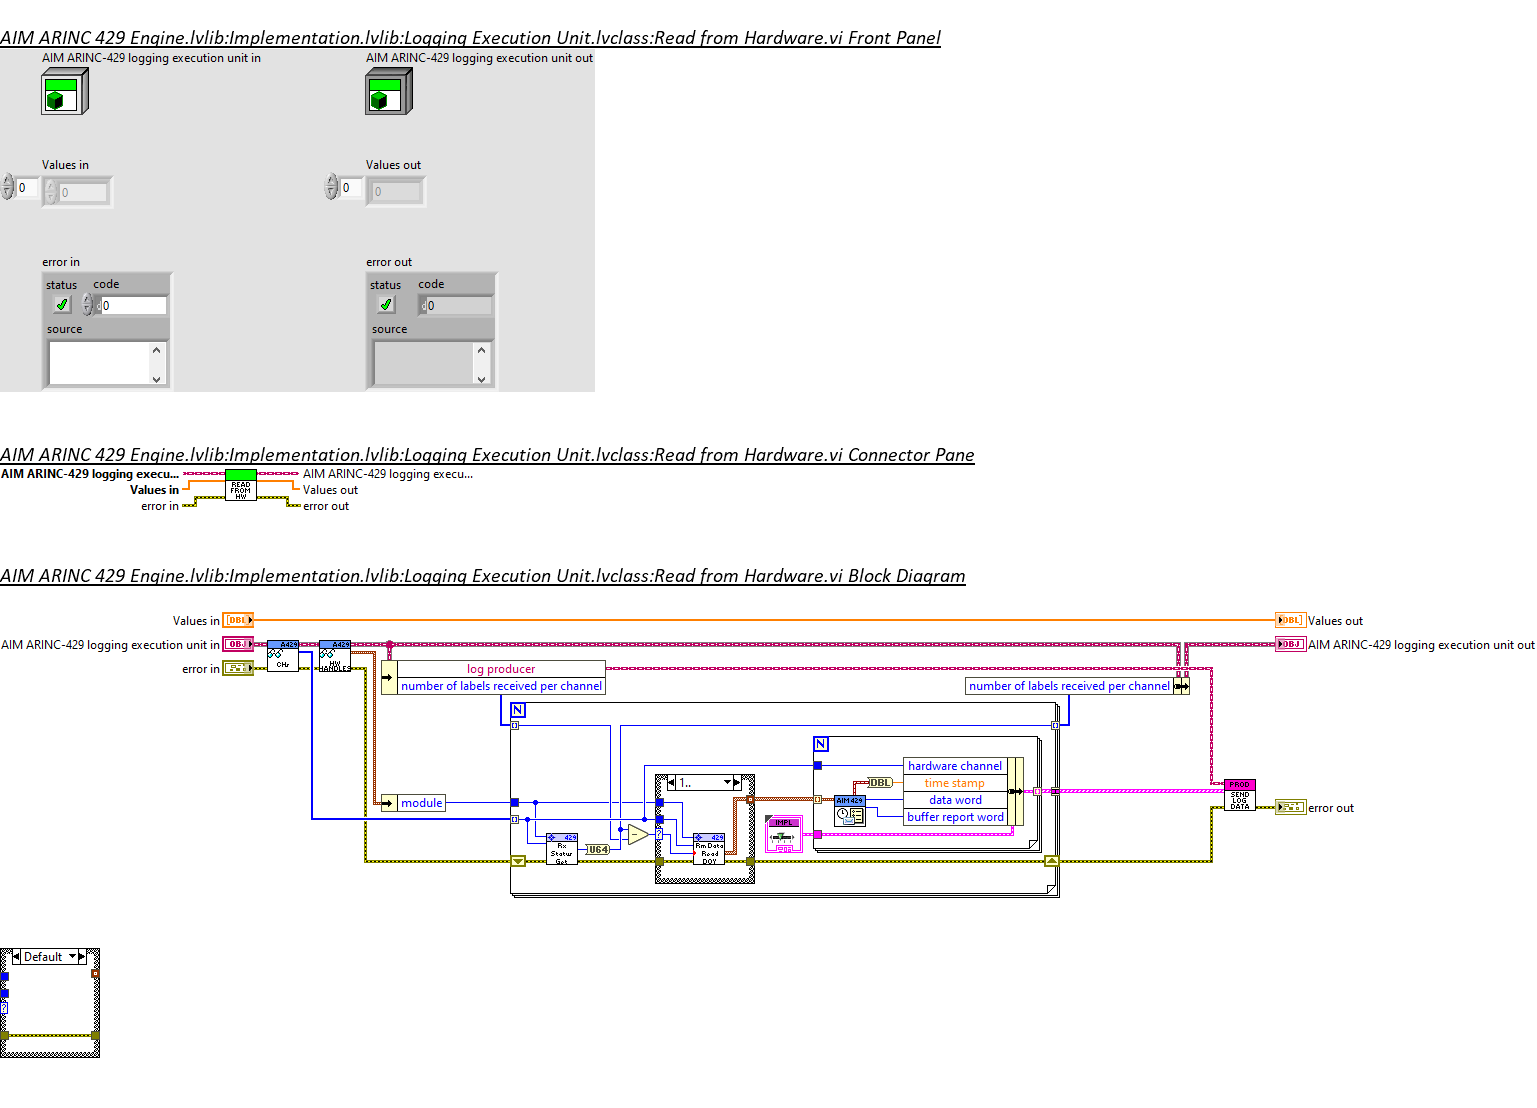 AIM ARINC 429 Engine.lvlib:Implementation.lvlib:Logging Execution Unit.lvclass:Read from Hardware.vi Front Panel
AIM ARINC-429 logging execution unit in
AIM ARINC-429 logging execution unit out
Values in
Values out
0
0
0
0
error in
error out
status
code
status
code
0
0
source
source
AIM ARINC 429 Engine.lvlib:Implementation.lvlib:Logging Execution Unit.lvclass:Read from Hardware.vi Connector Pane
AIM ARINC-429 logging execu...
AIM ARINC-429 logging execu...
READ
FROM
HW
Values in
Values out
error in
error out
AIM ARINC 429 Engine.lvlib:Implementation.lvlib:Logging Execution Unit.lvclass:Read from Hardware.vi Block Diagram
Values in
DBL
DBL
Values out
AIM ARINC-429 logging execution unit in
OBJ
A429
A429
OBJ
AIM ARINC-429 logging execution unit out
error in
CHs
HW
HANDLES
log producer
number of labels received per channel
number of labels received per channel
N
N
1..
hardware channel
time stamp
data word
buffer report word
DBL
AIM 429
module
IMPL
429
Rx
Status
Get
U64
429
Rm Data
Read
DOY
PROD
SEND
LOG
DATA
error out
Default